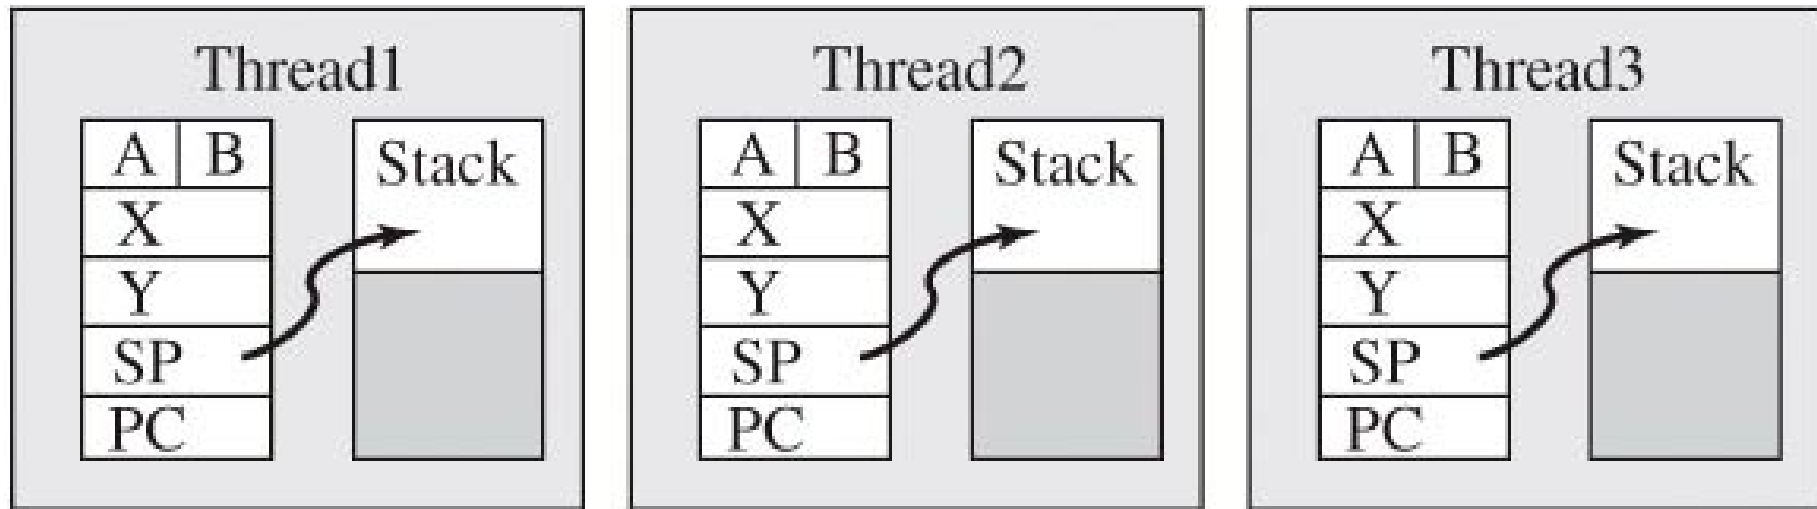 Thread1
A B
X
Y
SP
PC
Stack
Thread2
A B
X
Y
SP
PC
Stack
Thread3
A B
X
Y
SP
PC
Stack